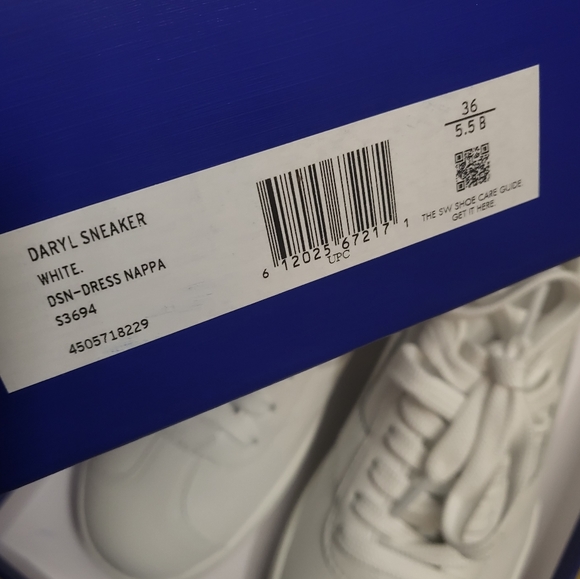 DARYL SNEAKER
WHITE.
DSN-DRESS NAPPA
S3694
4505718229
6 12025 67217 1
UPC
36
5.5 B
THE SW SHOE CARE GUIDE.
GET IT HERE.